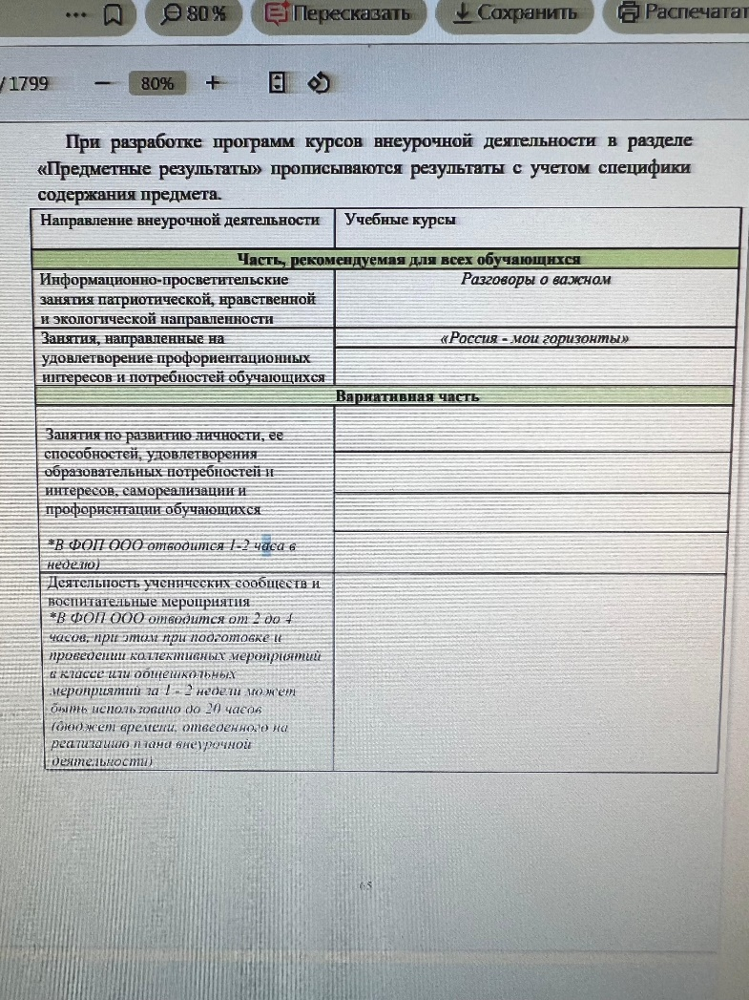 80 %
Пересказать
Сохранить
Распечатат
/ 1799
80%
При разработке программ курсов внеурочной деятельности в разделе
«Предметные результаты» прописываются результаты с учетом специфики
содержания предмета.
Направление внеурочной деятельности
Учебные курсы
Часть, рекомендуемая для всех обучающихся
Информационно-просветительские
занятия патриотической, нравственной
и экологической направленности
Разговоры о важном
Занятия, направленные на
удовлетворение профориентационных
интересов и потребностей обучающихся
«Россия - мои горизонты»
Вариативная часть
Занятия по развитию личности, ее
способностей, удовлетворения
образовательных потребностей и
интересов, самореализации и
профориентации обучающихся
*В ФОП ООО отводится 1-2 часа в
неделю)
Деятельность ученических сообществ и
воспитательные мероприятия
*В ФОП ООО отводится от 2 до 4
часов, при этом при подготовке и
проведении коллективных мероприятий
в классе или общешкольных
мероприятий за 1 - 2 недели может
быть использовано до 20 часов
(бюджет времени, отведенного на
реализацию плана внеурочной
деятельности)
65